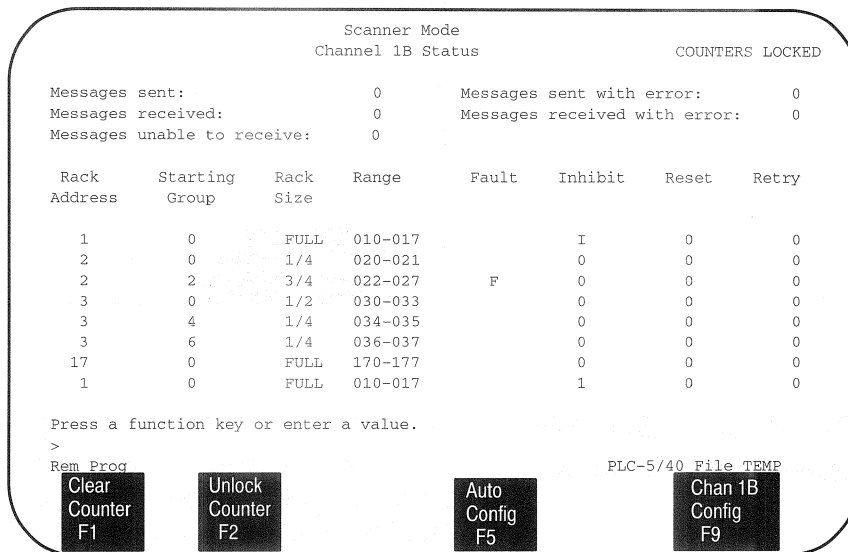 Scanner Mode
Channel 1B Status COUNTERS LOCKED
Messages sent: 0 Messages sent with error: 0
Messages received: 0 Messages received with error: 0
Messages unable to receive: 0
Rack Starting Rack Range Fault Inhibit Reset Retry
Address Group Size
1 0 FULL 010-017 I 0 0
2 0 1/4 020-021 0 0 0
2 2 3/4 022-027 F 0 0 0
3 0 1/2 030-033 0 0 0
3 4 1/4 034-035 0 0 0
3 6 1/4 036-037 0 0 0
17 0 FULL 170-177 0 0 0
1 0 FULL 010-017 1 0 0
Press a function key or enter a value.
>
Rem Prog PLC-5/40 File TEMP
Clear Unlock Auto Chan 1B
Counter Counter Config Config
F1 F2 F5 F9